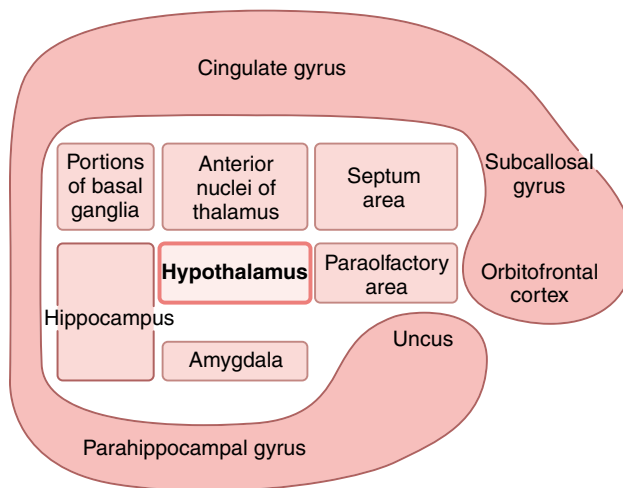 Cingulate gyrus
Portions
of basal
ganglia
Anterior
nuclei of
thalamus
Septum
area
Subcallosal
gyrus
Hypothalamus
Paraolfactory
area
Orbitofrontal
cortex
Hippocampus
Uncus
Amygdala
Parahippocampal gyrus